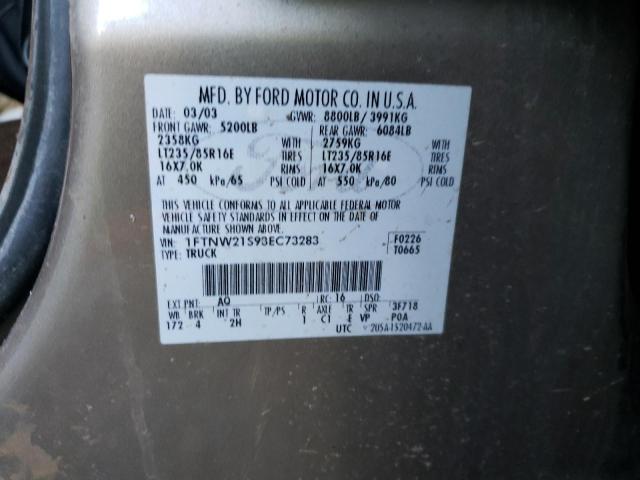 MFD. BY FORD MOTOR CO. IN U.S.A.
DATE: 03/03 GVWR: 8800LB/ 3991KG
FRONT GAWR: 5200LB REAR GAWR: 6084LB
2358KG WITH 2759KG WITH
LT235/85R16E TIRES LT235/85R16E TIRES
16X7.0K RIMS 16X7.0K RIMS
AT 450 kPa/65 PSI COLD AT 550 kPa/80 PSI COLD
THIS VEHICLE CONFORMS TO ALL APPLICABLE FEDERAL MOTOR
VEHICLE SAFETY STANDARDS IN EFFECT ON THE DATE OF
MANUFACTURE SHOWN ABOVE.
VIN: 1FTNW21S93EC73283 F0226
TYPE: TRUCK T0665
EXT PNT: AQ RC: 16 DSO:
WB BRK INT TR TP/PS R AXLE TR SPR 3F718
172 4 2H 1 C1 E VP P0A
UTC 2U5A-1520472-AA